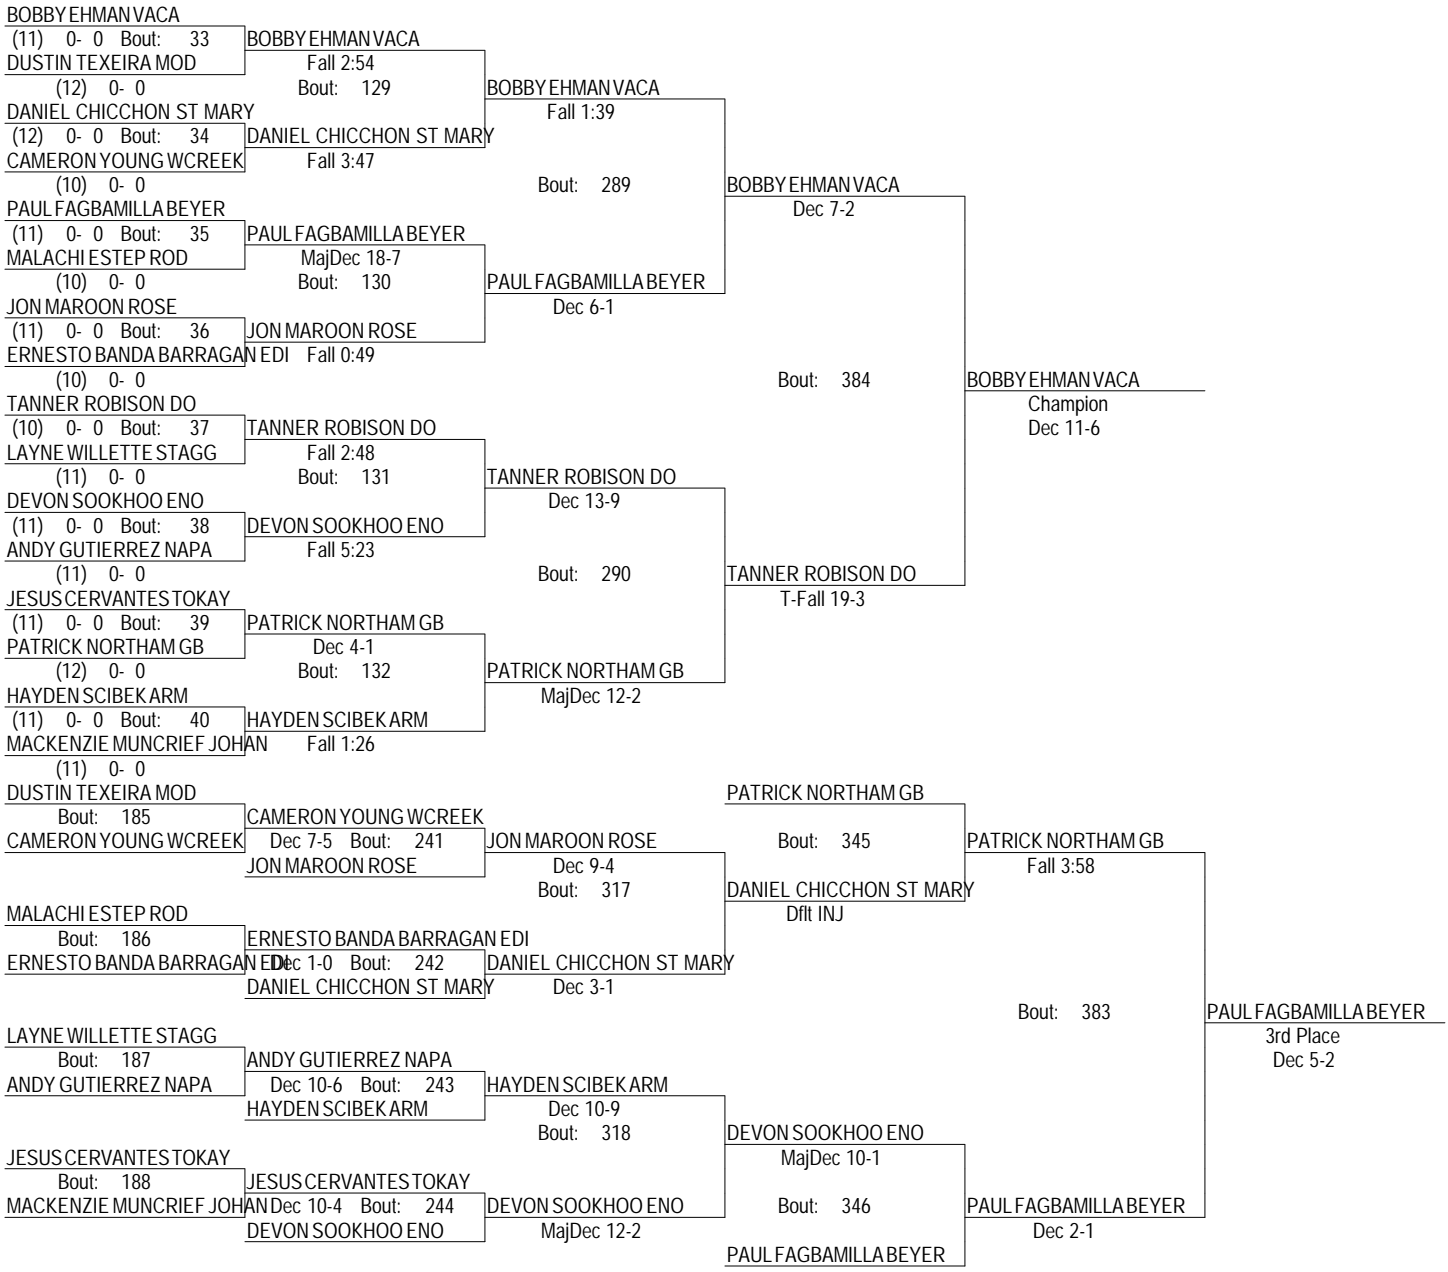 BOBBY EHMAN VACA
(11) 0- 0 Bout: 33 BOBBY EHMAN VACA
DUSTIN TEXEIRA MOD Fall 2:54
(12) 0- 0 Bout: 129 BOBBY EHMAN VACA
DANIEL CHICCHON ST MARY Fall 1:39
(12) 0- 0 Bout: 34 DANIEL CHICCHON ST MARY
CAMERON YOUNG WCREEK Fall 3:47
(10) 0- 0 Bout: 289 BOBBY EHMAN VACA
PAUL FAGBAMILLA BEYER Dec 7-2
(11) 0- 0 Bout: 35 PAUL FAGBAMILLA BEYER
MALACHI ESTEP ROD MajDec 18-7
(10) 0- 0 Bout: 130 PAUL FAGBAMILLA BEYER
JON MAROON ROSE Dec 6-1
(11) 0- 0 Bout: 36 JON MAROON ROSE
ERNESTO BANDA BARRAGAN EDI Fall 0:49
(10) 0- 0 Bout: 384 BOBBY EHMAN VACA
TANNER ROBISON DO Champion
(10) 0- 0 Bout: 37 TANNER ROBISON DO Dec 11-6
LAYNE WILLETTE STAGG Fall 2:48
(11) 0- 0 Bout: 131 TANNER ROBISON DO
DEVON SOOKHOO ENO Dec 13-9
(11) 0- 0 Bout: 38 DEVON SOOKHOO ENO
ANDY GUTIERREZ NAPA Fall 5:23
(11) 0- 0 Bout: 290 TANNER ROBISON DO
JESUS CERVANTES TOKAY T-Fall 19-3
(11) 0- 0 Bout: 39 PATRICK NORTHAM GB
PATRICK NORTHAM GB Dec 4-1
(12) 0- 0 Bout: 132 PATRICK NORTHAM GB
HAYDEN SCIBEK ARM MajDec 12-2
(11) 0- 0 Bout: 40 HAYDEN SCIBEK ARM
MACKENZIE MUNCRIEF JOHAN Fall 1:26
(11) 0- 0
DUSTIN TEXEIRA MOD PATRICK NORTHAM GB
Bout: 185 CAMERON YOUNG WCREEK
CAMERON YOUNG WCREEK Dec 7-5 Bout: 241 JON MAROON ROSE Bout: 345 PATRICK NORTHAM GB
JON MAROON ROSE Dec 9-4 Fall 3:58
Bout: 317 DANIEL CHICCHON ST MARY
MALACHI ESTEP ROD Dflt INJ
Bout: 186 ERNESTO BANDA BARRAGAN EDI
ERNESTO BANDA BARRAGAN EDI Dec 1-0 Bout: 242 DANIEL CHICCHON ST MARY
DANIEL CHICCHON ST MARY Dec 3-1
Bout: 383 PAUL FAGBAMILLA BEYER
LAYNE WILLETTE STAGG 3rd Place
Bout: 187 ANDY GUTIERREZ NAPA Dec 5-2
ANDY GUTIERREZ NAPA Dec 10-6 Bout: 243 HAYDEN SCIBEK ARM
HAYDEN SCIBEK ARM Dec 10-9
Bout: 318 DEVON SOOKHOO ENO
JESUS CERVANTES TOKAY MajDec 10-1
Bout: 188 JESUS CERVANTES TOKAY
MACKENZIE MUNCRIEF JOHAN Dec 10-4 Bout: 244 DEVON SOOKHOO ENO Bout: 346 PAUL FAGBAMILLA BEYER
DEVON SOOKHOO ENO MajDec 12-2 Dec 2-1
PAUL FAGBAMILLA BEYER